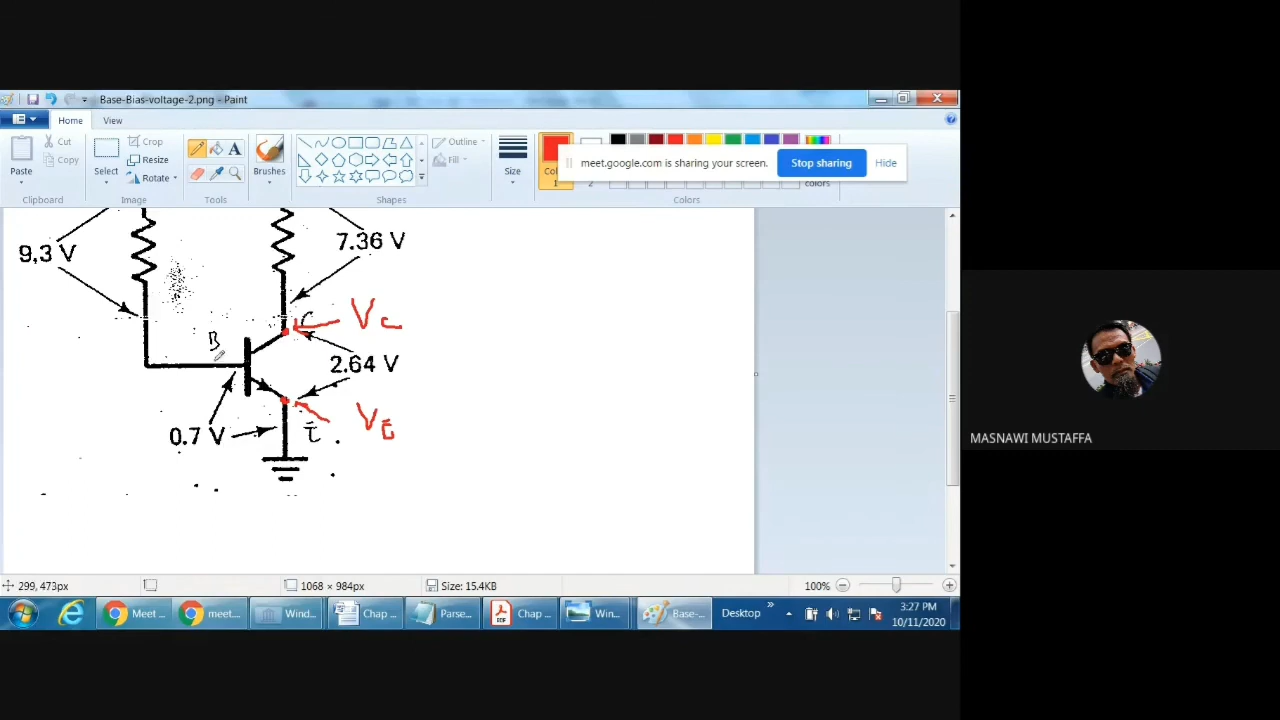 Base-Bias-voltage-2.png - Paint
Home View
Paste
Cut
Copy
Clipboard
Select
Crop
Resize
Rotate
Image
A
Tools
Brushes
Outline
Fill
Shapes
Size
meet.google.com is sharing your screen. Stop sharing Hide
1
2
colors
Colors
9,3 V
7.36 V
C
VC
B
2.64 V
0.7 V
E
VE
MASNAWI MUSTAFFA
299, 473px
1068 × 984px
Size: 15.4KB
100%
Meet ...
meet....
Wind...
Chap ...
Parse...
Chap ...
Win...
Base-...
Desktop
3:27 PM
10/11/2020